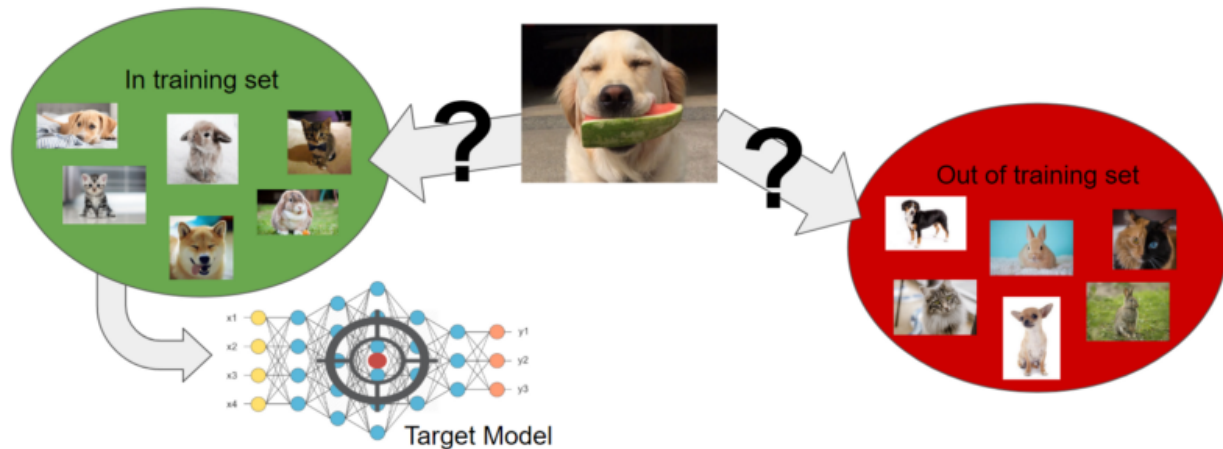 In training set
?
?
Out of training set
x1
x2
x3
x4
y1
y2
y3
Target Model